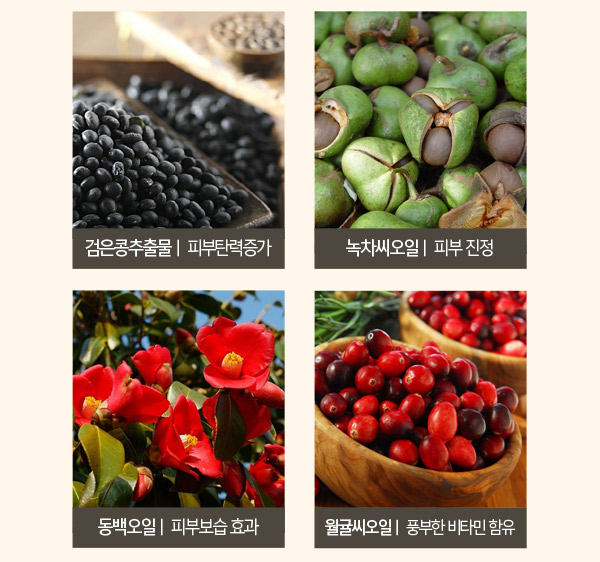 검은콩추출물 | 피부탄력증가
녹차씨오일 | 피부 진정
동백오일 | 피부보습 효과
월귤씨오일 | 풍부한 비타민 함유